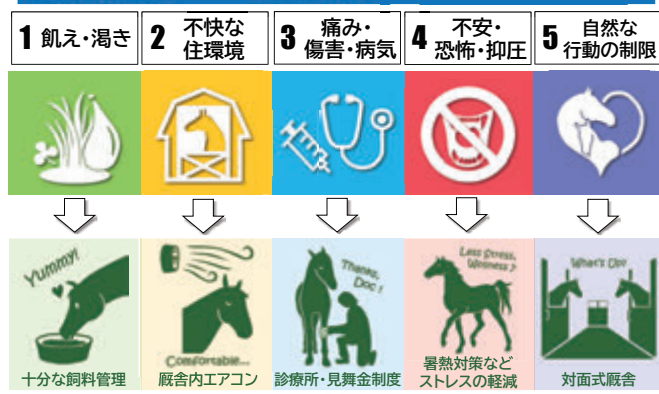 1 飢え・渇き
2 不快な
住環境
3 痛み・
傷害・病気
4 不安・
恐怖・抑圧
5 自然な
行動の制限
Yummy!
十分な飼料管理
Comfortable...
厩舎内エアコン
Thanks,
Doc!
診療所・見舞金制度
Less Stress,
暑熱対策など
ストレスの軽減
What's Up?
対面式厩舎